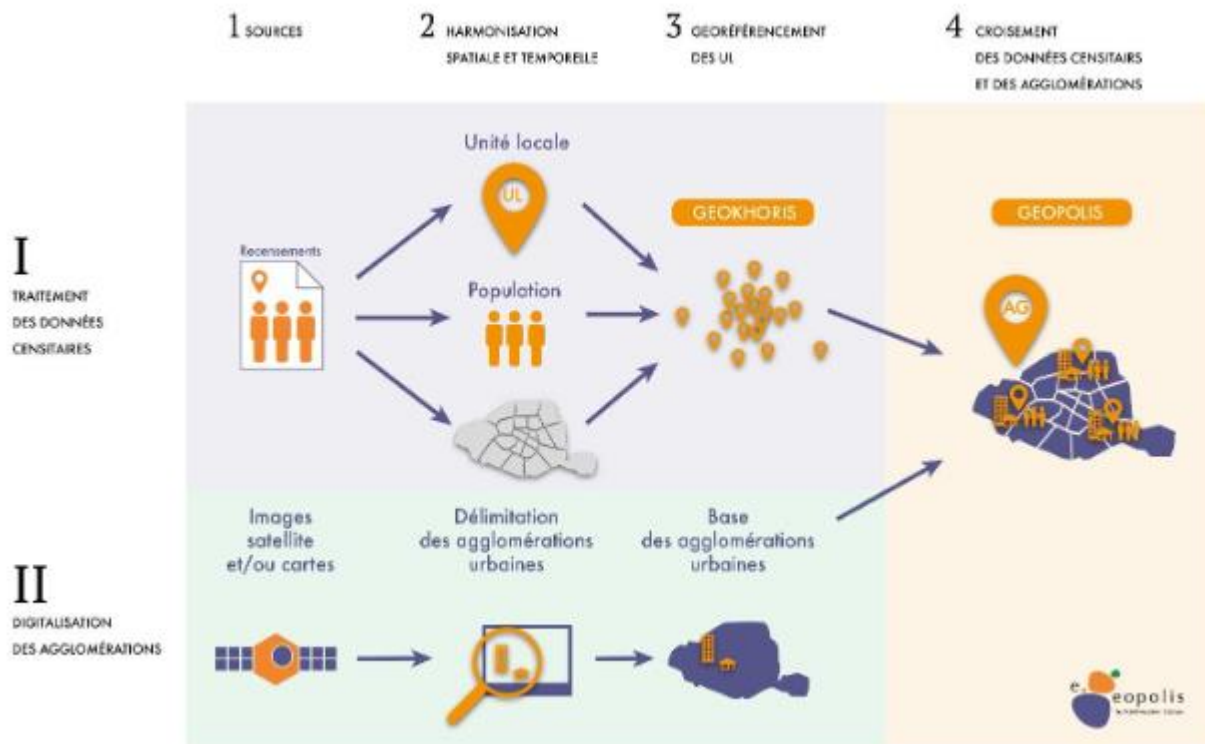 1 SOURCES
2 HARMONISATION
SPATIALE ET TEMPORELLE
3 GEORÉFÉRENCEMENT
DES UL
4 CROISEMENT
DES DONNÉES CENSITAIRS
ET DES AGGLOMÉRATIONS
I
TRAITEMENT
DES DONNÉES
CENSITAIRES
Recensements
Unité locale
UL
Population
GEOKHORIS
GEOPOLIS
AG
II
DIGITALISATION
DES AGGLOMÉRATIONS
Images
satellite
et/ou cartes
Délimitation
des agglomérations
urbaines
Base
des agglomérations
urbaines
e.
eopolis